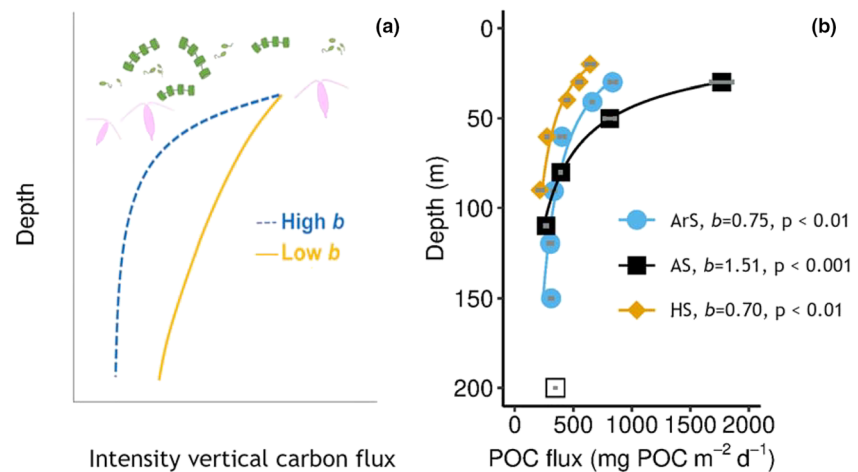 (a)
Depth
High b
Low b
Intensity vertical carbon flux
(b)
Depth (m)
0
50
100
150
200
ArS, b=0.75, p < 0.01
AS, b=1.51, p < 0.001
HS, b=0.70, p < 0.01
0 500 1000 1500 2000
POC flux (mg POC m⁻² d⁻¹)